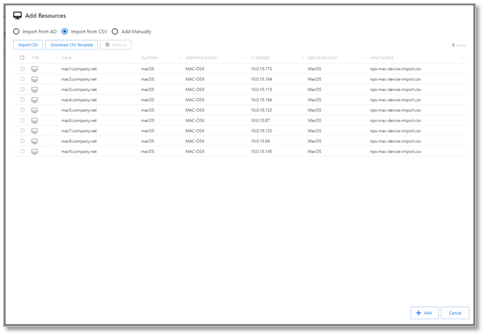 Add Resources
Import from AD Import from CSV Add Manually
Import CSV Download CSV Template Remove 9 results
TYPE NAME PLATFORM OPERATING SYSTEM IP ADDRESS SERVICE ACCOUNT INPUT SOURCE
mac1.company.net macOS MAC-OSX 10.0.15.172 MacOS nps-mac-device-import.csv
mac2.company.net macOS MAC-OSX 10.0.15.184 MacOS nps-mac-device-import.csv
mac3.company.net macOS MAC-OSX 10.0.15.113 MacOS nps-mac-device-import.csv
mac4.company.net macOS MAC-OSX MacOS nps-mac-device-import.csv
mac5.company.net macOS MAC-OSX 10.0.15.122 MacOS nps-mac-device-import.csv
mac6.company.net macOS MAC-OSX 10.0.15.87 MacOS nps-mac-device-import.csv
mac7.company.net macOS MAC-OSX MacOS nps-mac-device-import.csv
mac8.company.net macOS MAC-OSX 10.0.15.94 MacOS nps-mac-device-import.csv
mac9.company.net macOS MAC-OSX 10.0.15.145 MacOS nps-mac-device-import.csv
+ Add Cancel